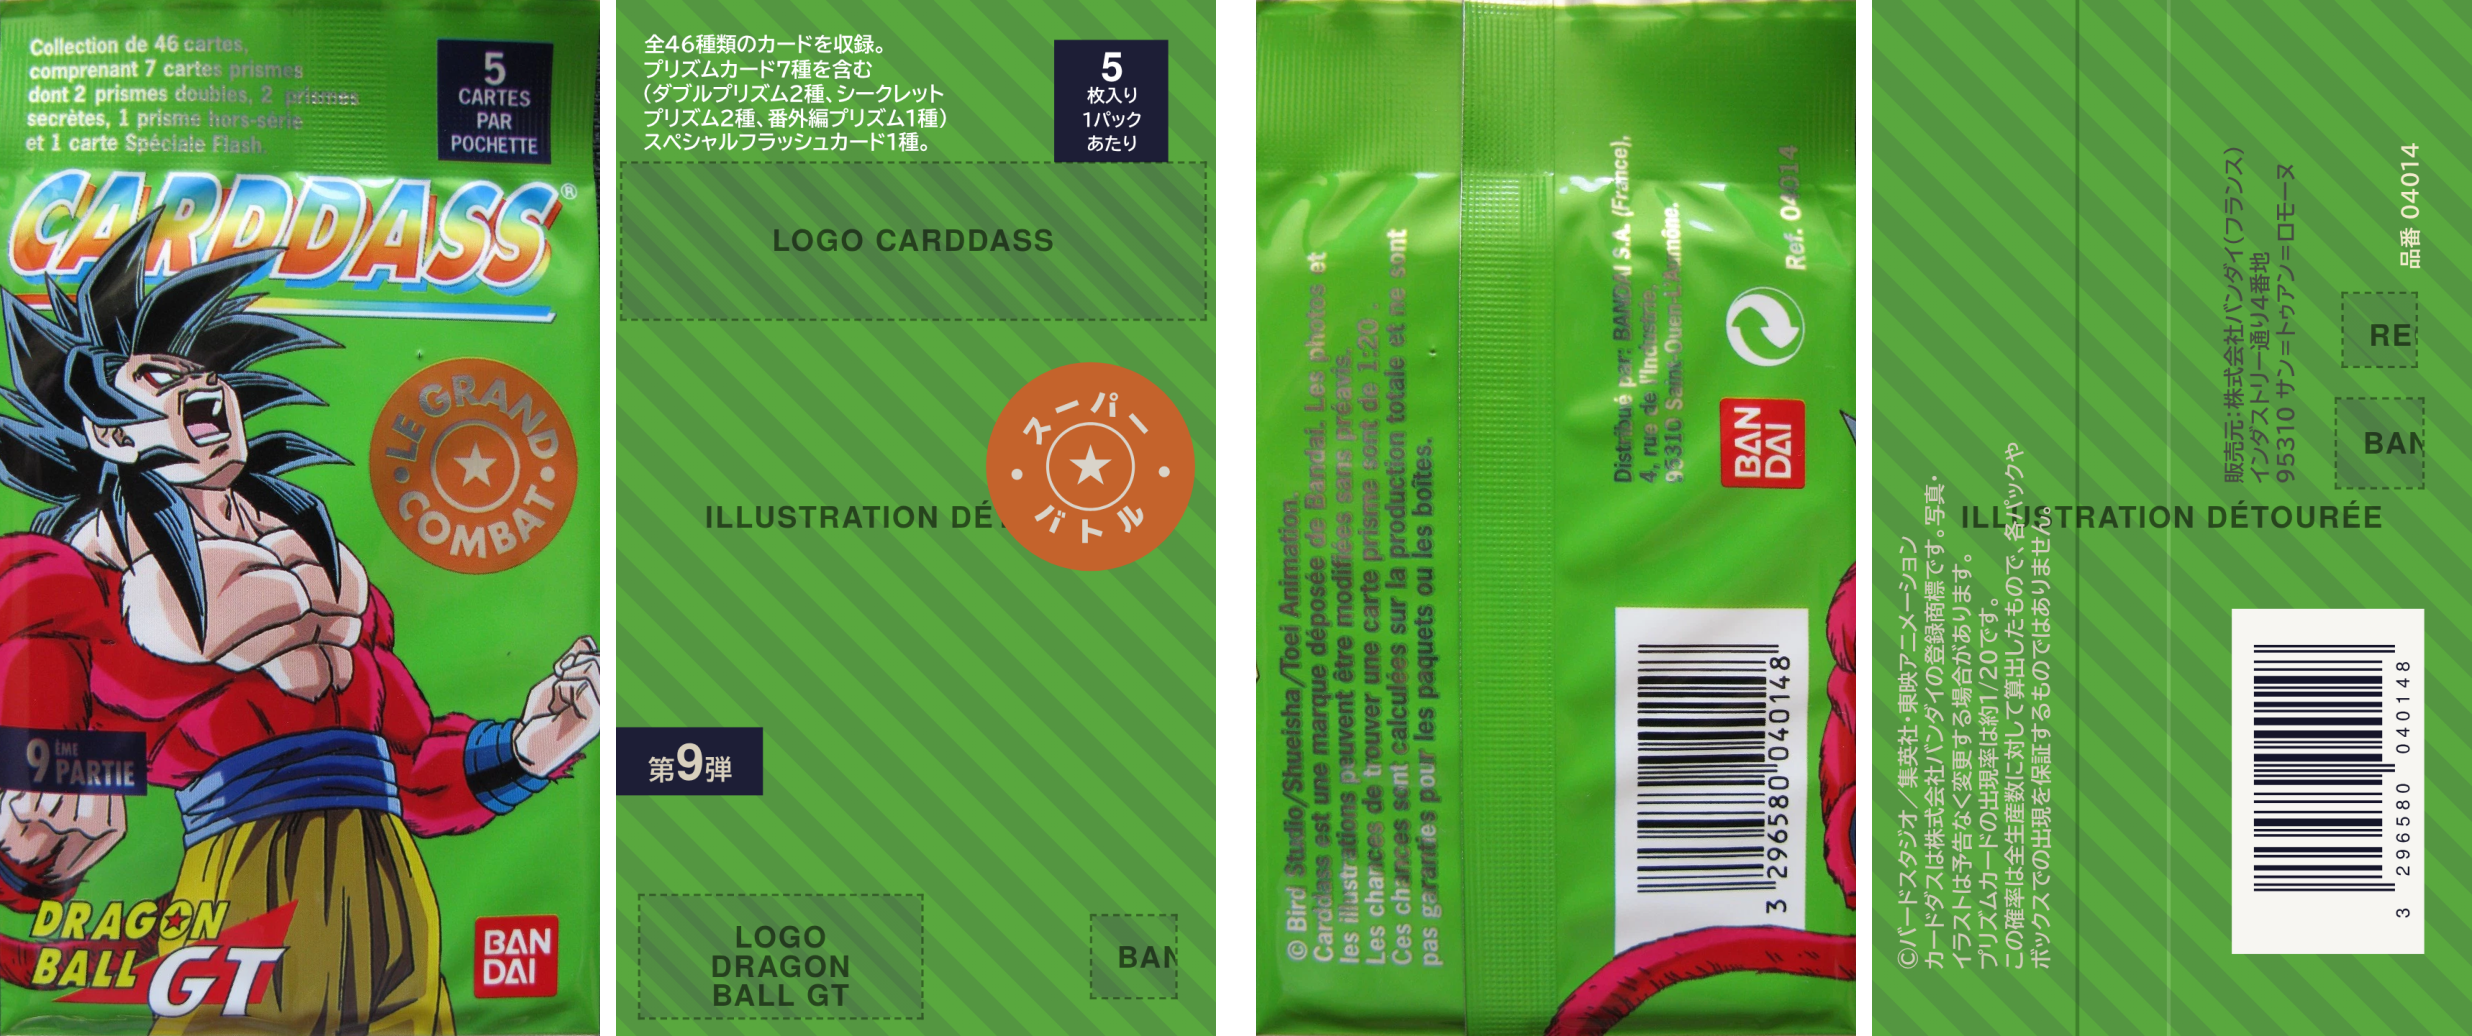 Collection de 46 cartes,
comprenant 7 cartes prismes
dont 2 prismes doubles, 2 prismes
secrètes, 1 prisme hors-série
et 1 carte Spéciale Flash.
5
CARTES
PAR
POCHETTE
CARDDASS®
LE GRAND
COMBAT
9 ÈME
PARTIE
DRAGON
BALL
GT
BAN
DAI
全46種類のカードを収録。
プリズムカード7種を含む
（ダブルプリズム2種、シークレット
プリズム2種、番外編プリズム1種）
スペシャルフラッシュカード1種。
5
枚入り
1パック
あたり
LOGO CARDDASS
スーパー
バトル
ILLUSTRATION DÉ
第9弾
LOGO
DRAGON
BALL GT
BAN
© Bird Studio/Shueisha/Toei Animation.
Carddass est une marque déposée de Bandai. Les photos et
les illustrations peuvent être modifiées sans préavis.
Les chances de trouver une carte prisme sont de 1:20.
Ces chances sont calculées sur la production totale et ne sont
pas garanties pour les paquets ou les boîtes.
Distribué par: BANDAI S.A. (France),
4, rue de l'Industrie,
95310 Saint-Ouen-L'Aumône.
Réf. 04014
BAN
DAI
3 296580 040148
©バードスタジオ／集英社・東映アニメーション
カードダスは株式会社バンダイの登録商標です。写真・
イラストは予告なく変更する場合があります。
プリズムカードの出現率は約1/20です。
この確率は全生産数に対して算出したもので、各パックや
ボックスでの出現を保証するものではありません。
販売元：株式会社バンダイ（フランス）、
インダストリー通り4番地
95310 サン＝トゥアン＝ロモーヌ
品番 04014
RE
BAN
ILLUSTRATION DÉTOURÉE
3 296580 040148